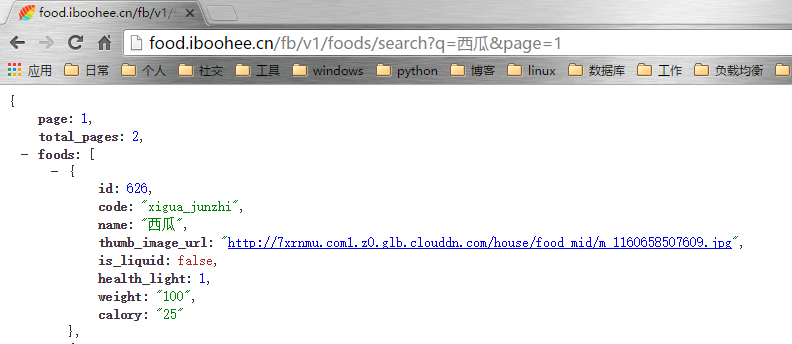 food.iboohee.cn/fb/v1/
food.iboohee.cn/fb/v1/foods/search?q=西瓜&page=1
应用 日常 个人 社交 工具 windows python 博客 linux 数据库 工作 负载均衡
{
page: 1,
total_pages: 2,
- foods: [
- {
id: 626,
code: "xigua_junzhi",
name: "西瓜",
thumb_image_url: "http://7xrnmu.com1.z0.glb.clouddn.com/house/food_mid/m_1160658507609.jpg",
is_liquid: false,
health_light: 1,
weight: "100",
calory: "25"
},